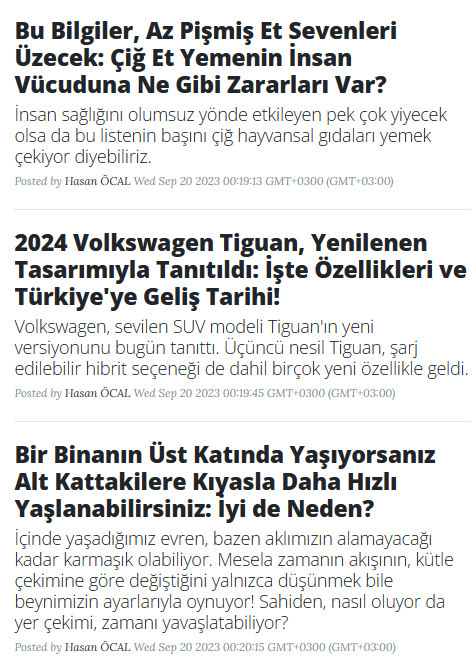 Bu Bilgiler, Az Pişmiş Et Sevenleri
Üzecek: Çiğ Et Yemenin İnsan
Vücuduna Ne Gibi Zararları Var?
İnsan sağlığını olumsuz yönde etkileyen pek çok yiyecek
olsa da bu listenin başını çiğ hayvansal gıdaları yemek
çekiyor diyebiliriz.
Posted by Hasan ÖCAL Wed Sep 20 2023 00:19:13 GMT+0300 (GMT+03:00)
2024 Volkswagen Tiguan, Yenilenen
Tasarımıyla Tanıtıldı: İşte Özellikleri ve
Türkiye'ye Geliş Tarihi!
Volkswagen, sevilen SUV modeli Tiguan'ın yeni
versiyonunu bugün tanıttı. Üçüncü nesil Tiguan, şarj
edilebilir hibrit seçeneği de dahil birçok yeni özellikle geldi.
Posted by Hasan ÖCAL Wed Sep 20 2023 00:19:45 GMT+0300 (GMT+03:00)
Bir Binanın Üst Katında Yaşıyorsanız
Alt Kattakilere Kıyasla Daha Hızlı
Yaşlanabilirsiniz: İyi de Neden?
İçinde yaşadığımız evren, bazen aklımızın alamayacağı
kadar karmaşık olabiliyor. Mesela zamanın akışının, kütle
çekimine göre değiştiğini yalnızca düşünmek bile
beynimizin ayarlarıyla oynuyor! Sahiden, nasıl oluyor da
yer çekimi, zamanı yavaşlatabiliyor?
Posted by Hasan ÖCAL Wed Sep 20 2023 00:20:15 GMT+0300 (GMT+03:00)